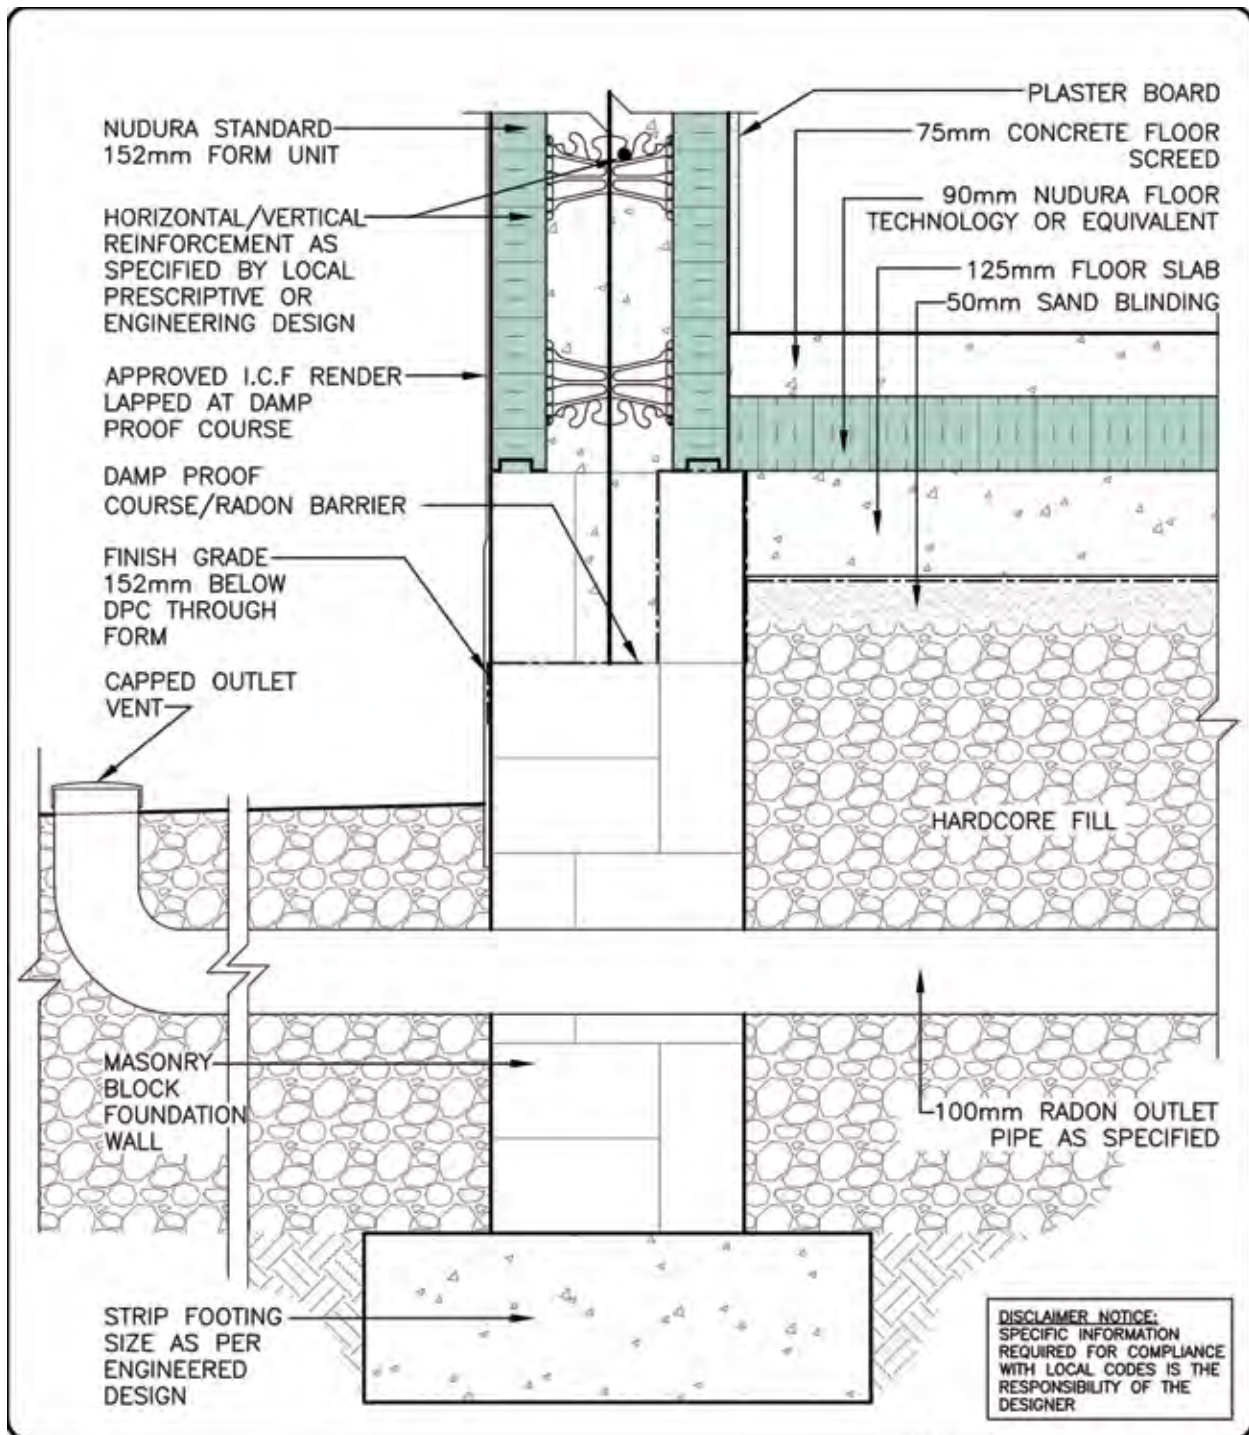 NUDURA STANDARD
152mm FORM UNIT
HORIZONTAL/VERTICAL
REINFORCEMENT AS
SPECIFIED BY LOCAL
PRESCRIPTIVE OR
ENGINEERING DESIGN
APPROVED I.C.F RENDER
LAPPED AT DAMP
PROOF COURSE
DAMP PROOF
COURSE/RADON BARRIER
FINISH GRADE
152mm BELOW
DPC THROUGH
FORM
CAPPED OUTLET
VENT
MASONRY
BLOCK
FOUNDATION
WALL
STRIP FOOTING
SIZE AS PER
ENGINEERED
DESIGN
PLASTER BOARD
75mm CONCRETE FLOOR
SCREED
90mm NUDURA FLOOR
TECHNOLOGY OR EQUIVALENT
125mm FLOOR SLAB
50mm SAND BLINDING
HARDCORE FILL
100mm RADON OUTLET
PIPE AS SPECIFIED
DISCLAIMER NOTICE:
SPECIFIC INFORMATION
REQUIRED FOR COMPLIANCE
WITH LOCAL CODES IS THE
RESPONSIBILITY OF THE
DESIGNER